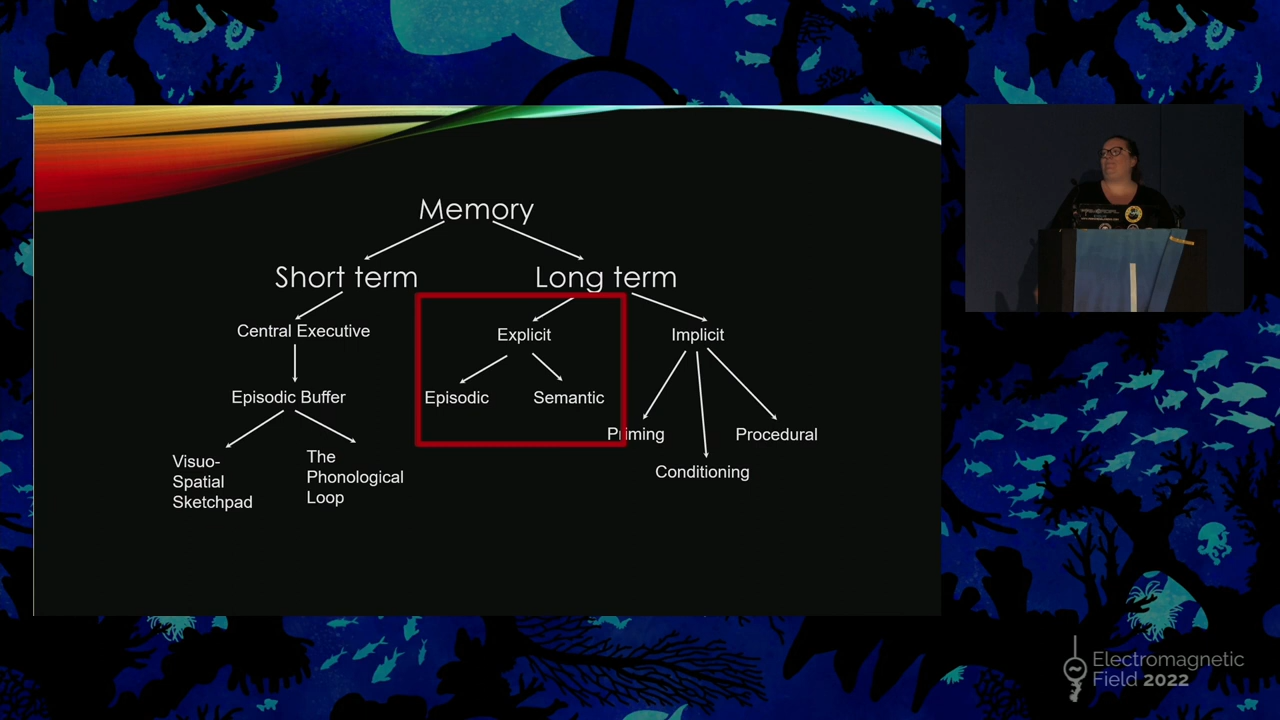 Memory
Short term
Long term
Central Executive
Explicit
Implicit
Episodic Buffer
Episodic
Semantic
Priming
Procedural
Conditioning
Visuo-
Spatial
Sketchpad
The
Phonological
Loop
Electromagnetic
Field 2022